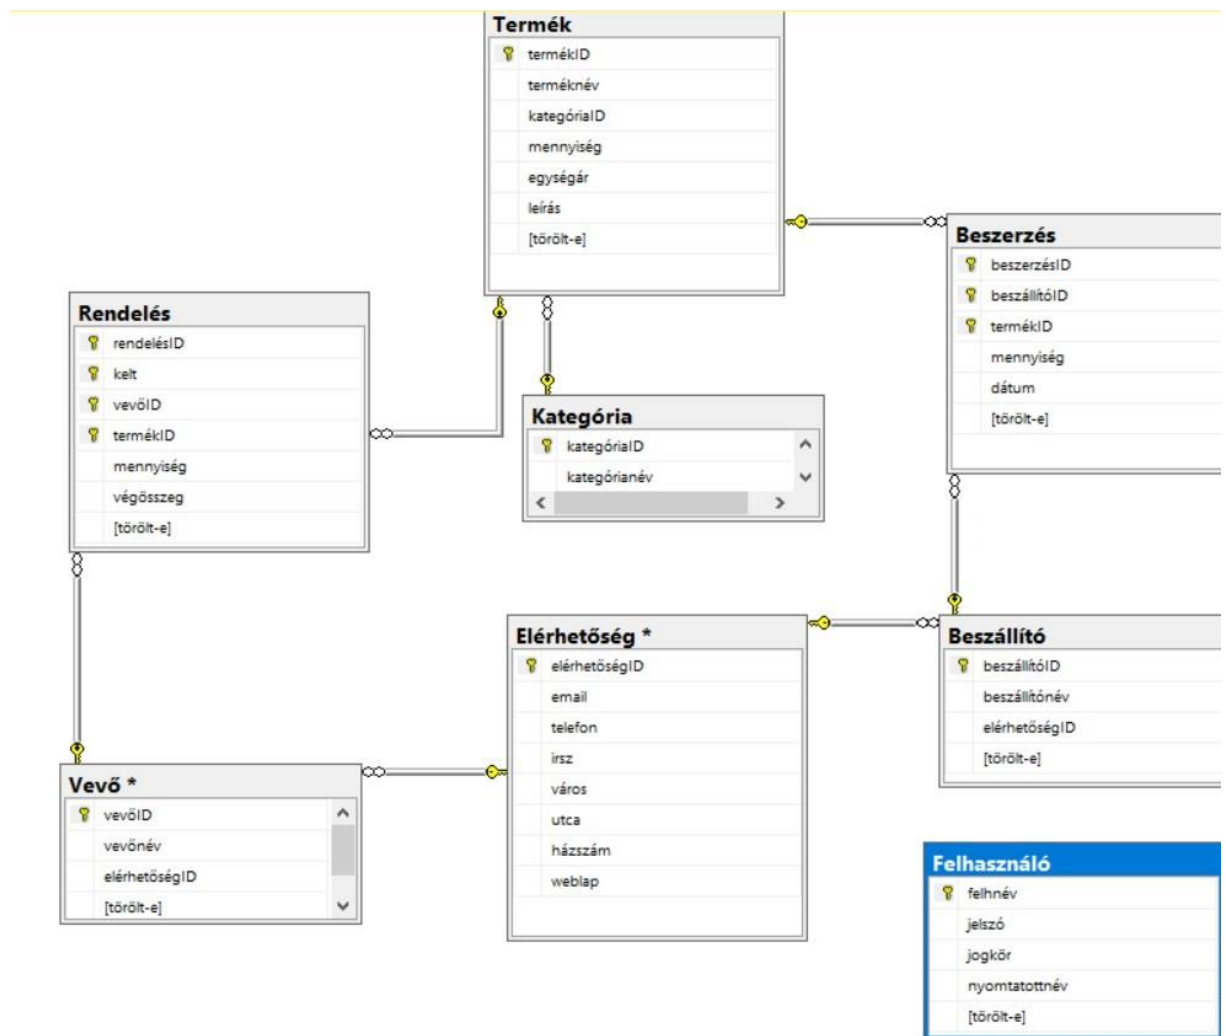 Termék
termékID
terméknév
kategóriaID
mennyiség
egységár
leírás
[törölt-e]
Beszerzés
beszerzésID
beszállítóID
termékID
mennyiség
dátum
[törölt-e]
Rendelés
rendelésID
kelt
vevőID
termékID
mennyiség
végösszeg
[törölt-e]
Kategória
kategóriaID
kategórianév
Elérhetőség *
elérhetőségID
email
telefon
irsz
város
utca
házszám
weblap
Beszállító
beszállítóID
beszállítónév
elérhetőségID
[törölt-e]
Vevő *
vevőID
vevőnév
elérhetőségID
[törölt-e]
Felhasználó
felhnév
jelszó
jogkör
nyomtatottnév
[törölt-e]